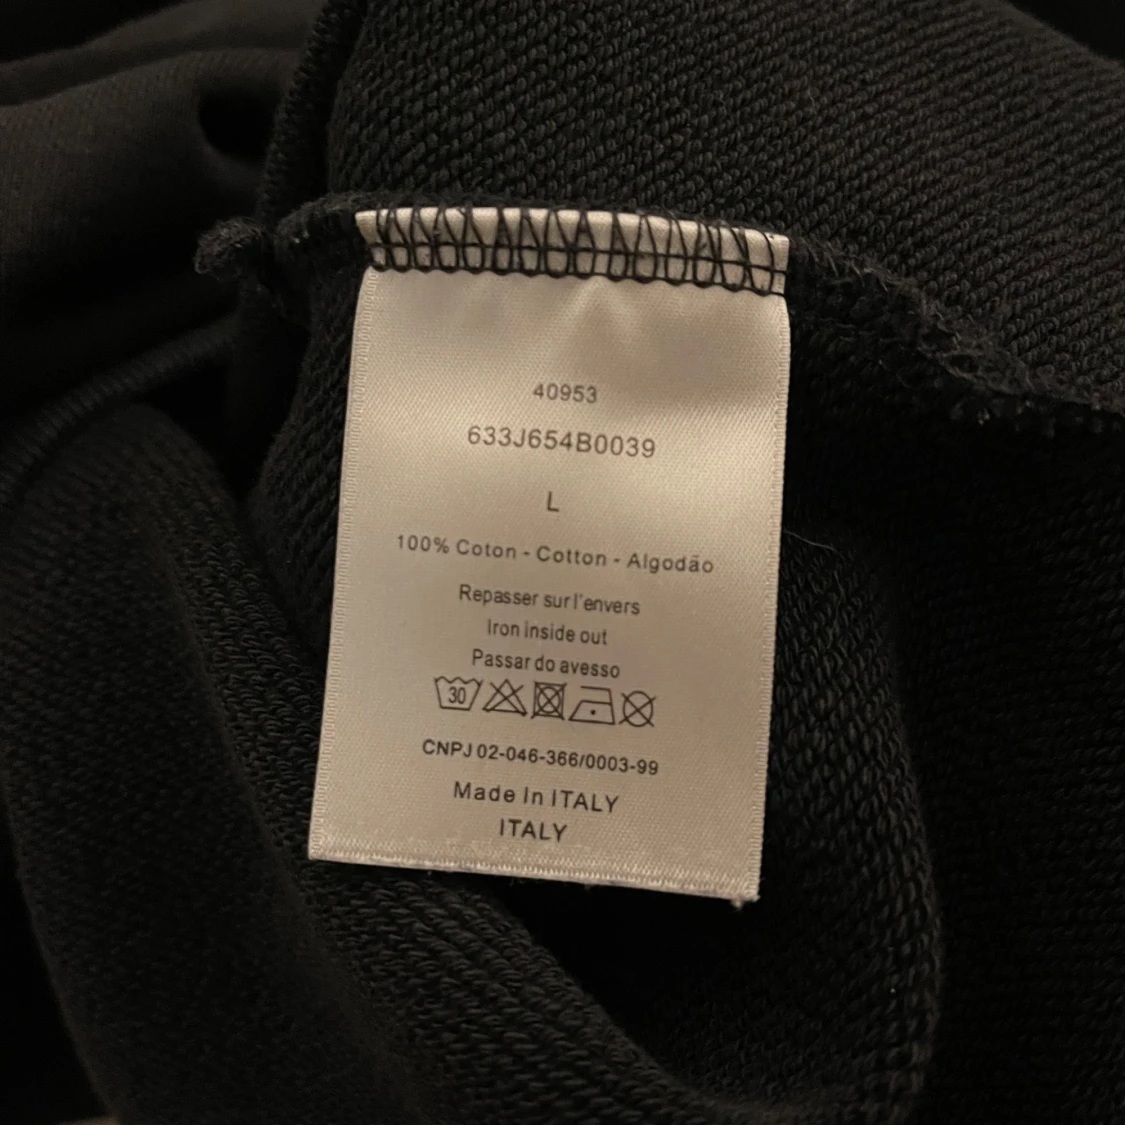 40953
633J654B0039
L
100% Coton - Cotton - Algodão
Repasser sur l'envers
Iron inside out
Passar do avesso
30
CNPJ 02-046-366/0003-99
Made In ITALY
ITALY